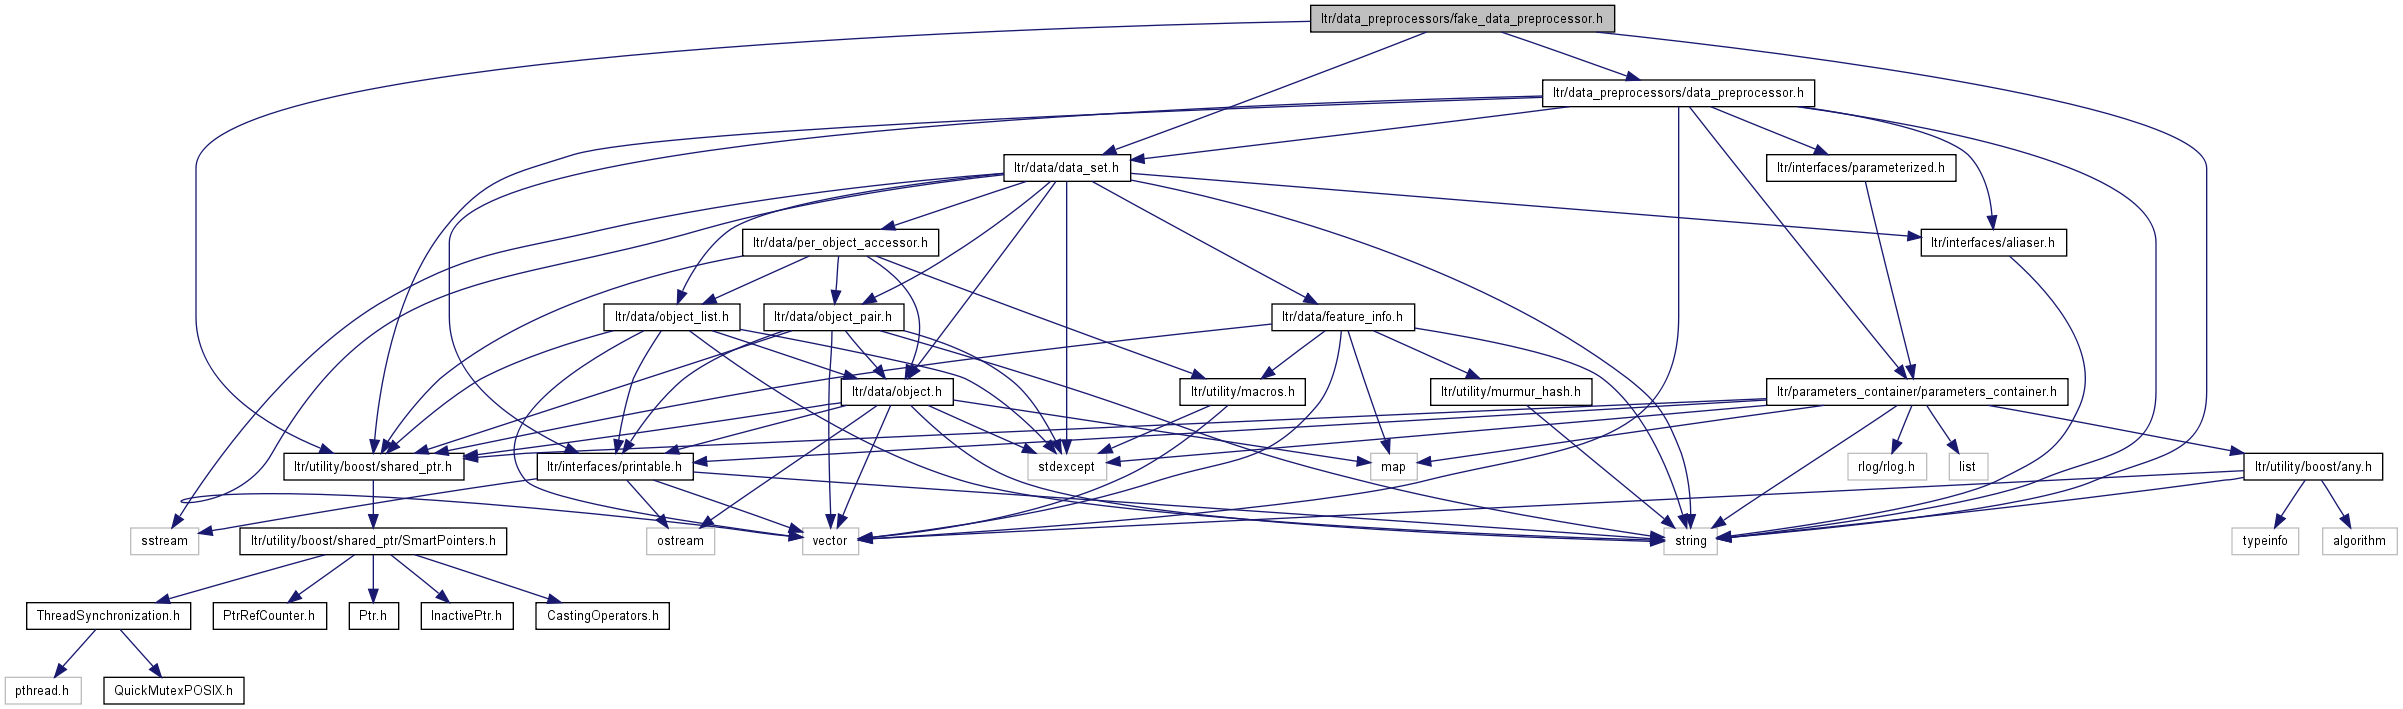 ltr/data_preprocessors/fake_data_preprocessor.h
ltr/data_preprocessors/data_preprocessor.h
ltr/data/data_set.h
ltr/interfaces/parameterized.h
ltr/data/per_object_accessor.h
ltr/interfaces/aliaser.h
ltr/data/object_list.h
ltr/data/object_pair.h
ltr/data/feature_info.h
ltr/data/object.h
ltr/utility/macros.h
ltr/utility/murmur_hash.h
ltr/parameters_container/parameters_container.h
ltr/utility/boost/shared_ptr.h
ltr/interfaces/printable.h
stdexcept
map
rlog/rlog.h
list
ltr/utility/boost/any.h
sstream
ltr/utility/boost/shared_ptr/SmartPointers.h
ostream
vector
string
typeinfo
algorithm
ThreadSynchronization.h
PtrRefCounter.h
Ptr.h
InactivePtr.h
CastingOperators.h
pthread.h
QuickMutexPOSIX.h